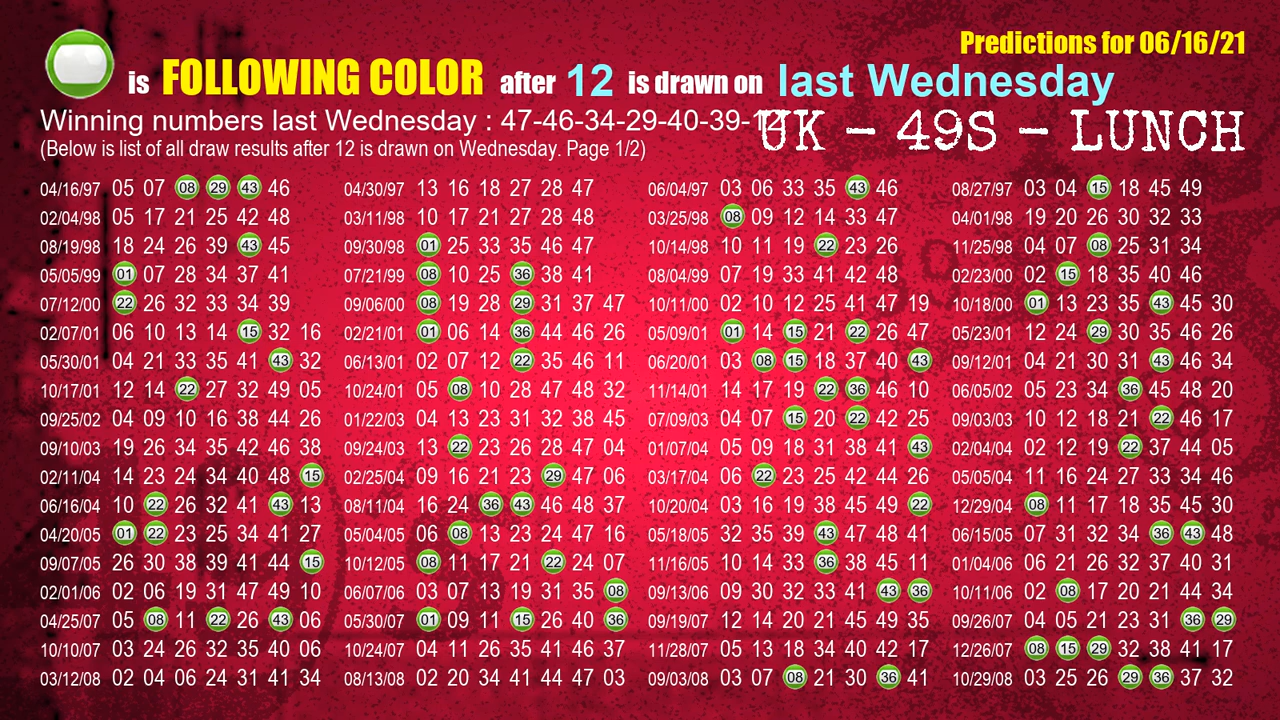 Predictions for 06/16/21
is FOLLOWING COLOR after 12 is drawn on last Wednesday
Winning numbers last Wednesday : 47-46-34-29-40-39-12
UK - 49S - LUNCH
(Below is list of all draw results after 12 is drawn on Wednesday. Page 1/2)
04/16/97 05 07 08 29 43 46 04/30/97 13 16 18 27 28 47 06/04/97 03 06 33 35 43 46 08/27/97 03 04 15 18 45 49
02/04/98 05 17 21 25 42 48 03/11/98 10 17 21 27 28 48 03/25/98 08 09 12 14 33 47 04/01/98 19 20 26 30 32 33
08/19/98 18 24 26 39 43 45 09/30/98 01 25 33 35 46 47 10/14/98 10 11 19 22 23 26 11/25/98 04 07 08 25 31 34
05/05/99 01 07 28 34 37 41 07/21/99 08 10 25 36 38 41 08/04/99 07 19 33 41 42 48 02/23/00 02 15 18 35 40 46
07/12/00 22 26 32 33 34 39 09/06/00 08 19 28 29 31 37 47 10/11/00 02 10 12 25 41 47 19 10/18/00 01 13 23 35 43 45 30
02/07/01 06 10 13 14 15 32 16 02/21/01 01 06 14 36 44 46 26 05/09/01 01 14 15 21 22 26 47 05/23/01 12 24 29 30 35 46 26
05/30/01 04 21 33 35 41 43 32 06/13/01 02 07 12 22 35 46 11 06/20/01 03 08 15 18 37 40 43 09/12/01 04 21 30 31 43 46 34
10/17/01 12 14 22 27 32 49 05 10/24/01 05 08 10 28 47 48 32 11/14/01 14 17 19 22 36 46 10 06/05/02 05 23 34 36 45 48 20
09/25/02 04 09 10 16 38 44 26 01/22/03 04 13 23 31 32 38 45 07/09/03 04 07 15 20 22 42 25 09/03/03 10 12 18 21 22 46 17
09/10/03 19 26 34 35 42 46 38 09/24/03 13 22 23 26 28 47 04 01/07/04 05 09 18 31 38 41 43 02/04/04 02 12 19 22 37 44 05
02/11/04 14 23 24 34 40 48 15 02/25/04 09 16 21 23 29 47 06 03/17/04 06 22 23 25 42 44 26 05/05/04 11 16 24 27 33 34 46
06/16/04 10 22 26 32 41 43 13 08/11/04 16 24 36 43 46 48 37 10/20/04 03 16 19 38 45 49 22 12/29/04 08 11 17 18 35 45 30
04/20/05 01 22 23 25 34 41 27 05/04/05 06 08 13 23 24 47 16 05/18/05 32 35 39 43 47 48 41 06/15/05 07 31 32 34 36 43 48
09/07/05 26 30 38 39 41 44 15 10/12/05 08 11 17 21 22 24 07 11/16/05 10 14 33 36 38 45 11 01/04/06 06 21 26 32 37 40 31
02/01/06 02 06 19 31 47 49 10 06/07/06 03 07 13 19 31 35 08 09/13/06 09 30 32 33 41 43 36 10/11/06 02 08 17 20 21 44 34
04/25/07 05 08 11 22 26 43 06 05/30/07 01 09 11 15 26 40 36 09/19/07 12 14 20 21 45 49 35 09/26/07 04 05 21 23 31 36 29
10/10/07 03 24 26 32 35 40 06 10/24/07 04 11 26 35 41 46 37 11/28/07 05 13 18 34 40 42 17 12/26/07 08 15 29 32 38 41 17
03/12/08 02 04 06 24 31 41 34 08/13/08 02 20 34 41 44 47 03 09/03/08 03 07 08 21 30 36 41 10/29/08 03 25 26 29 36 37 32